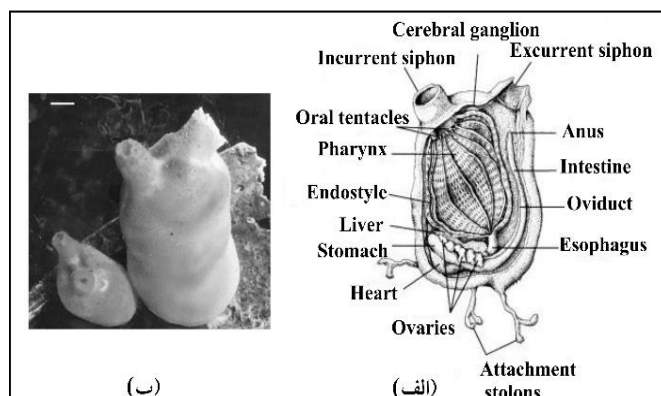 Cerebral ganglion
Incurrent siphon
Excurrent siphon
Oral tentacles
Anus
Pharynx
Intestine
Endostyle
Oviduct
Liver
Stomach
Esophagus
Heart
Ovaries
Attachment
stolons
(ب)
(الف)